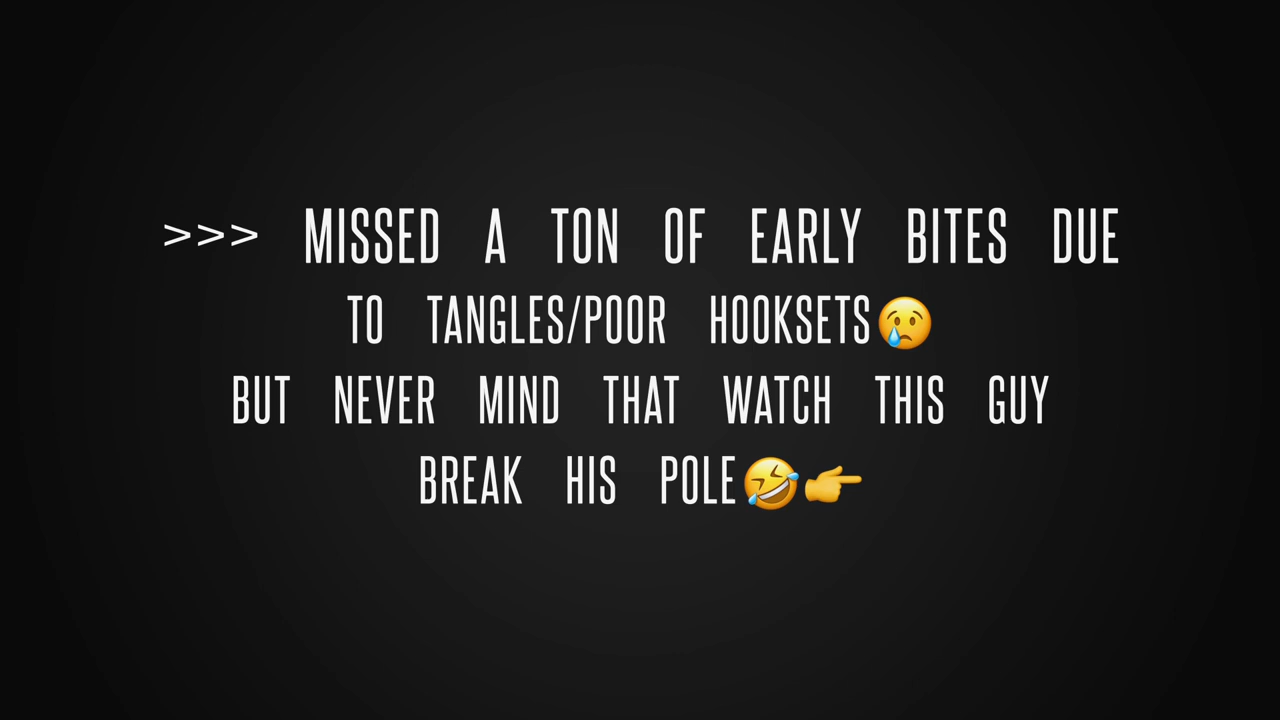 >>> MISSED A TON OF EARLY BITES DUE
TO TANGLES/POOR HOOKSETS😢
BUT NEVER MIND THAT WATCH THIS GUY
BREAK HIS POLE🤣👉